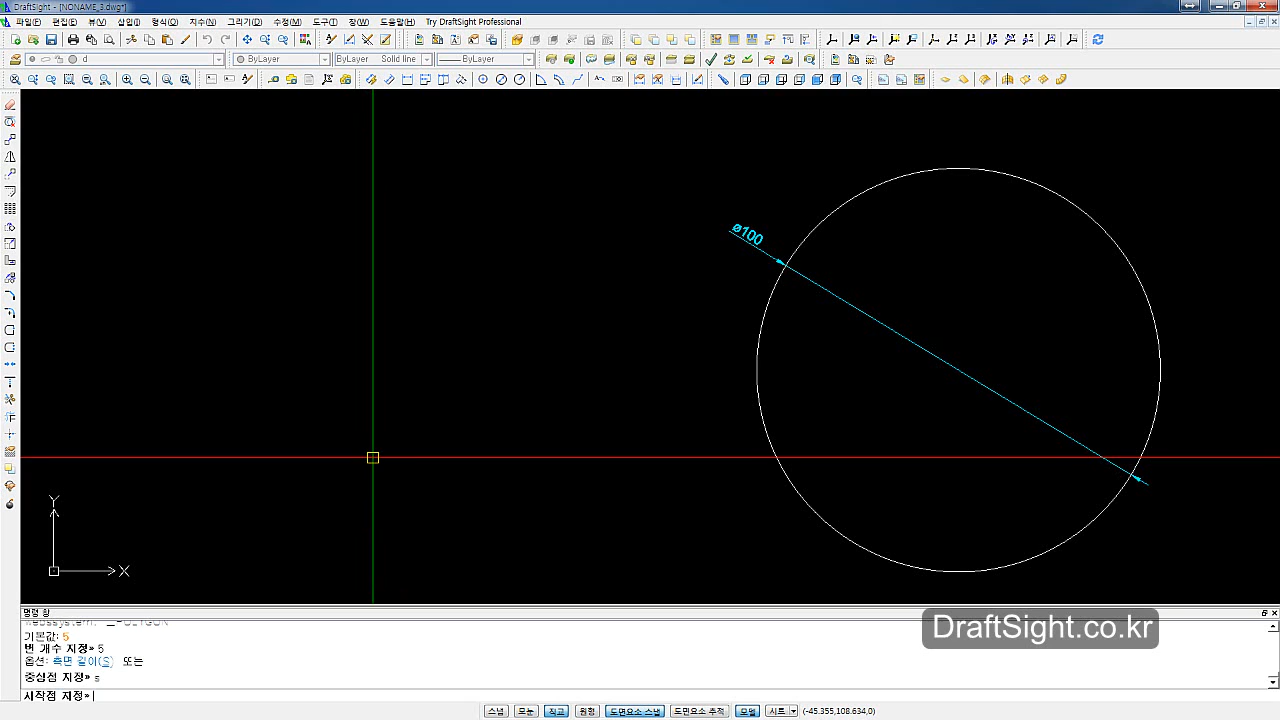 DraftSight - [NONAME_3.dwg*]
파일(F) 편집(E) 뷰(V) 삽입(I) 형식(O) 치수(N) 그리기(D) 수정(M) 도구(T) 창(W) 도움말(H) Try DraftSight Professional
d ByLayer ByLayer Solid line ByLayer
ø100
Y
X
명령 창
기본값: 5
변 개수 지정» 5
옵션: 측면 길이(S) 또는
중심점 지정» s
시작점 지정»
DraftSight.co.kr
스냅 모눈 직교 원형 도면요소 스냅 도면요소 추적 모델 시트 (-45.355,108.634,0)